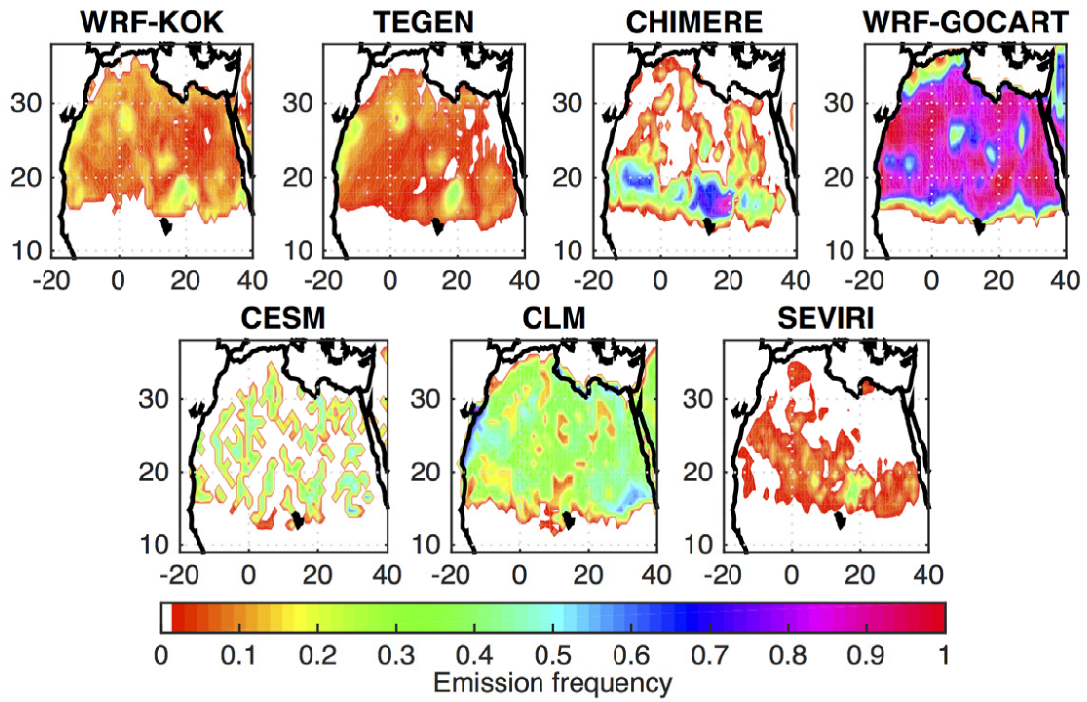 WRF-KOK TEGEN CHIMERE WRF-GOCART
30 30 30 30
20 20 20 20
10 10 10 10
-20 0 20 40 -20 0 20 40 -20 0 20 40 -20 0 20 40
CESM CLM SEVIRI
30 30 30
20 20 20
10 10 10
-20 0 20 40 -20 0 20 40 -20 0 20 40
0 0.1 0.2 0.3 0.4 0.5 0.6 0.7 0.8 0.9 1
Emission frequency